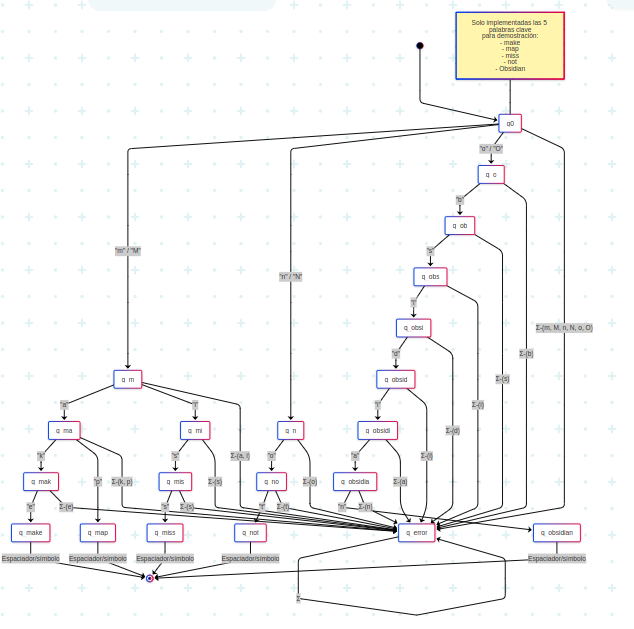 Solo implementadas las 5
palabras clave
para demostración:
- make
- map
- miss
- not
- Obsidian
q0
"o" / "O"
q_o
"b"
q_ob
"m" / "M"
"s"
"n" / "N"
q_obs
"i"
q_obsi
Σ-(m, M, n, N, o, O)
"d"
Σ-(b)
q_m
q_obsid
Σ-(s)
"a"
"i"
"i"
Σ-(i)
q_ma
q_mi
q_n
q_obsidi
Σ-(d)
"k"
"s"
Σ-(a, i)
"o"
"a"
Σ-(i)
q_mak
"p"
Σ-(k, p)
q_mis
Σ-(s)
q_no
Σ-(o)
q_obsidia
Σ-(a)
"e"
Σ-(e)
"s"
Σ-(s)
"t"
Σ-(t)
"n"
Σ-(n)
q_make
q_map
q_miss
q_not
q_error
q_obsidian
Espaciador/símbolo
Espaciador/símbolo
Espaciador/símbolo
Espaciador/símbolo
Espaciador/símbolo
Σ